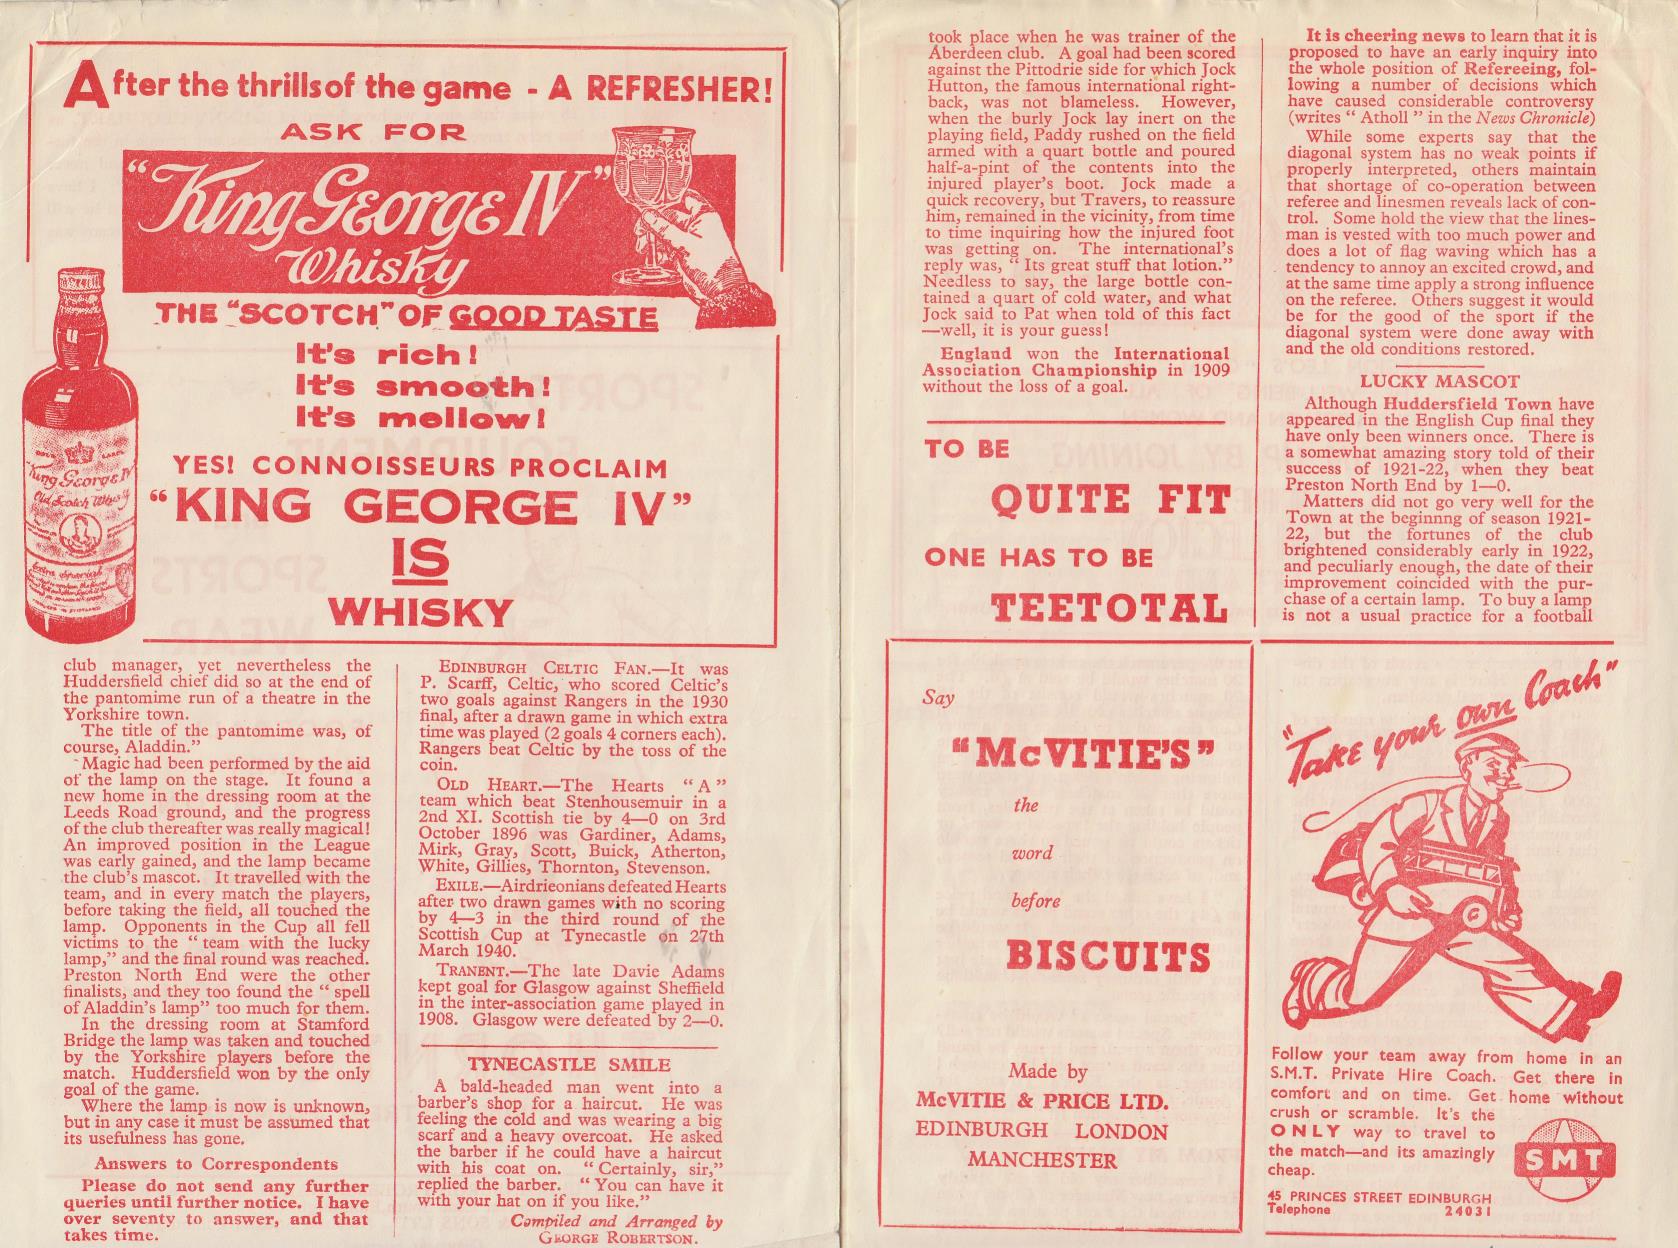 After the thrills of the game - A REFRESHER!
ASK FOR
"King George IV"
Whisky
THE "SCOTCH" OF GOOD TASTE
It's rich!
It's smooth!
It's mellow!
YES! CONNOISSEURS PROCLAIM
"KING GEORGE IV"
IS
WHISKY
King George IV
Old Scotch Whisky
club manager, yet nevertheless the
Huddersfield chief did so at the end of
the pantomime run of a theatre in the
Yorkshire town.
The title of the pantomime was, of
course, Aladdin."
Magic had been performed by the aid
of the lamp on the stage. It found a
new home in the dressing room at the
Leeds Road ground, and the progress
of the club thereafter was really magical!
An improved position in the League
was early gained, and the lamp became
the club's mascot. It travelled with the
team, and in every match the players,
before taking the field, all touched the
lamp. Opponents in the Cup all fell
victims to the " team with the lucky
lamp," and the final round was reached.
Preston North End were the other
finalists, and they too found the " spell
of Aladdin's lamp" too much for them.
In the dressing room at Stamford
Bridge the lamp was taken and touched
by the Yorkshire players before the
match. Huddersfield won by the only
goal of the game.
Where the lamp is now is unknown,
but in any case it must be assumed that
its usefulness has gone.
Answers to Correspondents
Please do not send any further
queries until further notice. I have
over seventy to answer, and that
takes time.
EDINBURGH CELTIC FAN.—It was
P. Scarff, Celtic, who scored Celtic's
two goals against Rangers in the 1930
final, after a drawn game in which extra
time was played (2 goals 4 corners each).
Rangers beat Celtic by the toss of the
coin.
OLD HEART.—The Hearts " A "
team which beat Stenhousemuir in a
2nd XI. Scottish tie by 4—0 on 3rd
October 1896 was Gardiner, Adams,
Mirk, Gray, Scott, Buick, Atherton,
White, Gillies, Thornton, Stevenson.
EXILE.—Airdrieonians defeated Hearts
after two drawn games with no scoring
by 4—3 in the third round of the
Scottish Cup at Tynecastle on 27th
March 1940.
TRANENT.—The late Davie Adams
kept goal for Glasgow against Sheffield
in the inter-association game played in
1908. Glasgow were defeated by 2—0.
TYNECASTLE SMILE
A bald-headed man went into a
barber's shop for a haircut. He was
feeling the cold and was wearing a big
scarf and a heavy overcoat. He asked
the barber if he could have a haircut
with his coat on. " Certainly, sir,"
replied the barber. " You can have it
with your hat on if you like."
Compiled and Arranged by
GEORGE ROBERTSON.
took place when he was trainer of the
Aberdeen club. A goal had been scored
against the Pittodrie side for which Jock
Hutton, the famous international right-
back, was not blameless. However,
when the burly Jock lay inert on the
playing field, Paddy rushed on the field
armed with a quart bottle and poured
half-a-pint of the contents into the
injured player's boot. Jock made a
quick recovery, but Travers, to reassure
him, remained in the vicinity, from time
to time inquiring how the injured foot
was getting on. The international's
reply was, " Its great stuff that lotion."
Needless to say, the large bottle con-
tained a quart of cold water, and what
Jock said to Pat when told of this fact
—well, it is your guess!
England won the International
Association Championship in 1909
without the loss of a goal.
TO BE
QUITE FIT
ONE HAS TO BE
TEETOTAL
It is cheering news to learn that it is
proposed to have an early inquiry into
the whole position of Refereeing, fol-
lowing a number of decisions which
have caused considerable controversy
(writes " Atholl " in the News Chronicle)
While some experts say that the
diagonal system has no weak points if
properly interpreted, others maintain
that shortage of co-operation between
referee and linesmen reveals lack of con-
trol. Some hold the view that the lines-
man is vested with too much power and
does a lot of flag waving which has a
tendency to annoy an excited crowd, and
at the same time apply a strong influence
on the referee. Others suggest it would
be for the good of the sport if the
diagonal system were done away with
and the old conditions restored.
LUCKY MASCOT
Although Huddersfield Town have
appeared in the English Cup final they
have only been winners once. There is
a somewhat amazing story told of their
success of 1921-22, when they beat
Preston North End by 1—0.
Matters did not go very well for the
Town at the beginnng of season 1921-
22, but the fortunes of the club
brightened considerably early in 1922,
and peculiarly enough, the date of their
improvement coincided with the pur-
chase of a certain lamp. To buy a lamp
is not a usual practice for a football
Say
"McVITIE'S"
the
word
before
BISCUITS
Made by
McVITIE & PRICE LTD.
EDINBURGH LONDON
MANCHESTER
"Take your own Coach"
Follow your team away from home in an
S.M.T. Private Hire Coach. Get there in
comfort and on time. Get home without
crush or scramble. It's the
ONLY way to travel to
the match—and its amazingly
cheap.
SMT
45 PRINCES STREET EDINBURGH
Telephone 24031